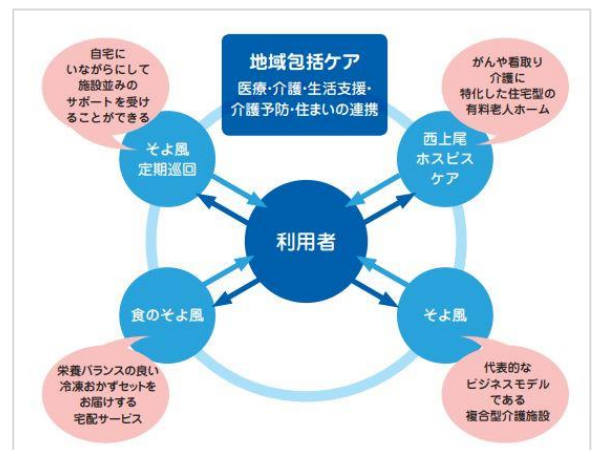 自宅に
いながらにして
施設並みの
サポートを受け
ることができる
地域包括ケア
医療・介護・生活支援・
介護予防・住まいの連携
がんや看取り
介護に
特化した住宅型の
有料老人ホーム
そよ風
定期巡回
西上尾
ホスピス
ケア
利用者
食のそよ風
そよ風
栄養バランスの良い
冷凍おかずセットを
お届けする
宅配サービス
代表的な
ビジネスモデル
である
複合型介護施設